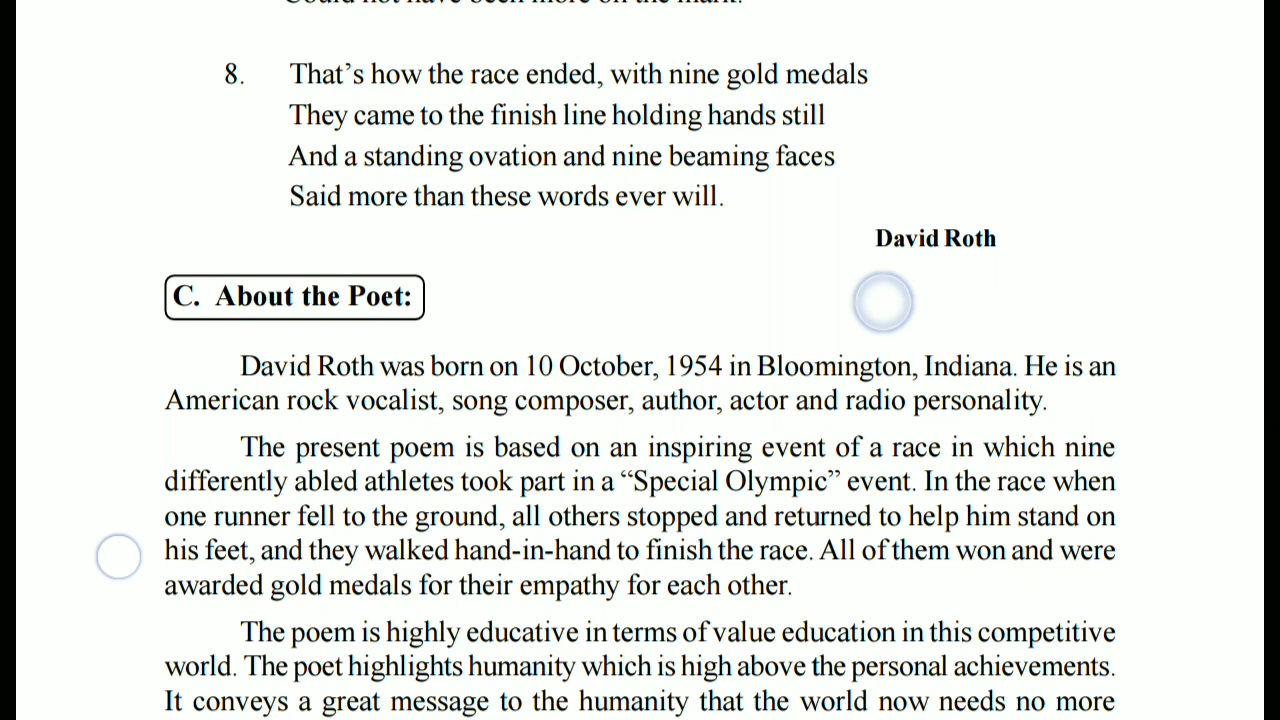 8. That’s how the race ended, with nine gold medals
They came to the finish line holding hands still
And a standing ovation and nine beaming faces
Said more than these words ever will.
David Roth
C. About the Poet:
David Roth was born on 10 October, 1954 in Bloomington, Indiana. He is an
American rock vocalist, song composer, author, actor and radio personality.
The present poem is based on an inspiring event of a race in which nine
differently abled athletes took part in a “Special Olympic” event. In the race when
one runner fell to the ground, all others stopped and returned to help him stand on
his feet, and they walked hand-in-hand to finish the race. All of them won and were
awarded gold medals for their empathy for each other.
The poem is highly educative in terms of value education in this competitive
world. The poet highlights humanity which is high above the personal achievements.
It conveys a great message to the humanity that the world now needs no more